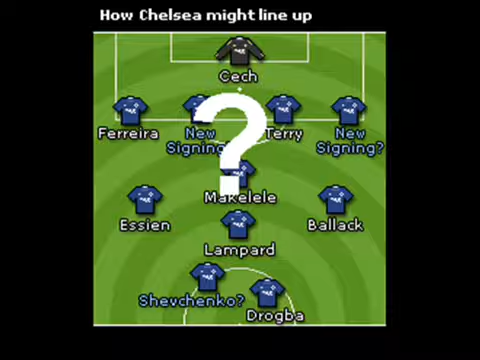 How Chelsea might line up
Cech
Ferreira
New
Signing?
Terry
New
Signing?
Makelele
Essien
Ballack
Lampard
Shevchenko?
Drogba
?